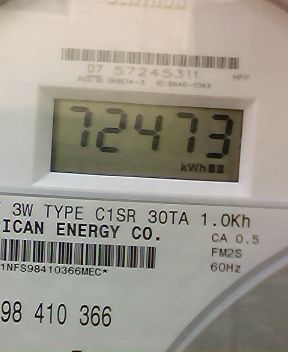 07 57245311
72473
kWh
3W TYPE C1SR 30TA 1.0Kh
ICAN ENERGY CO.
CA 0.5
FM2S
60Hz
1NFS98410366MEC*
98 410 366